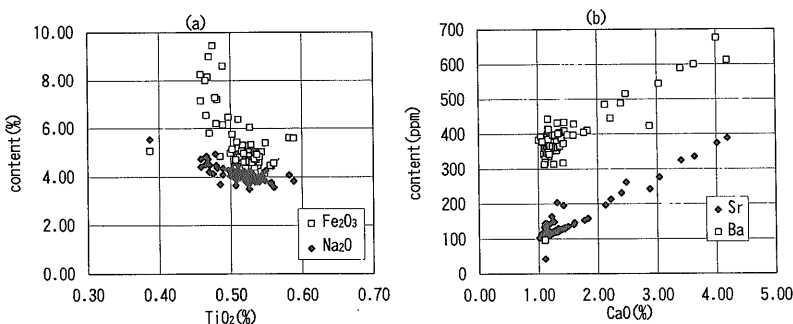 (a)
content(%)
10.00
8.00
6.00
4.00
2.00
0.00
Fe₂O₃
Na₂O
0.30 0.40 0.50 0.60 0.70
TiO₂(%)
(b)
content(ppm)
700
600
500
400
300
200
100
0
Sr
Ba
0.00 1.00 2.00 3.00 4.00 5.00
CaO(%)